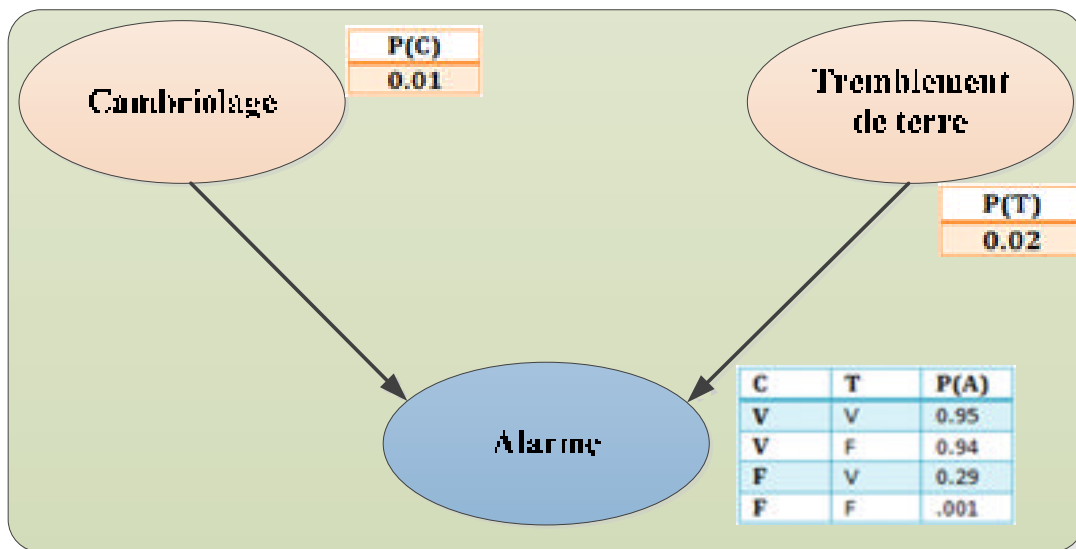 Cambriolage
P(C)
0.01
Tremblement
de terre
P(T)
0.02
Alarme
C T P(A)
V V 0.95
V F 0.94
F V 0.29
F F .001